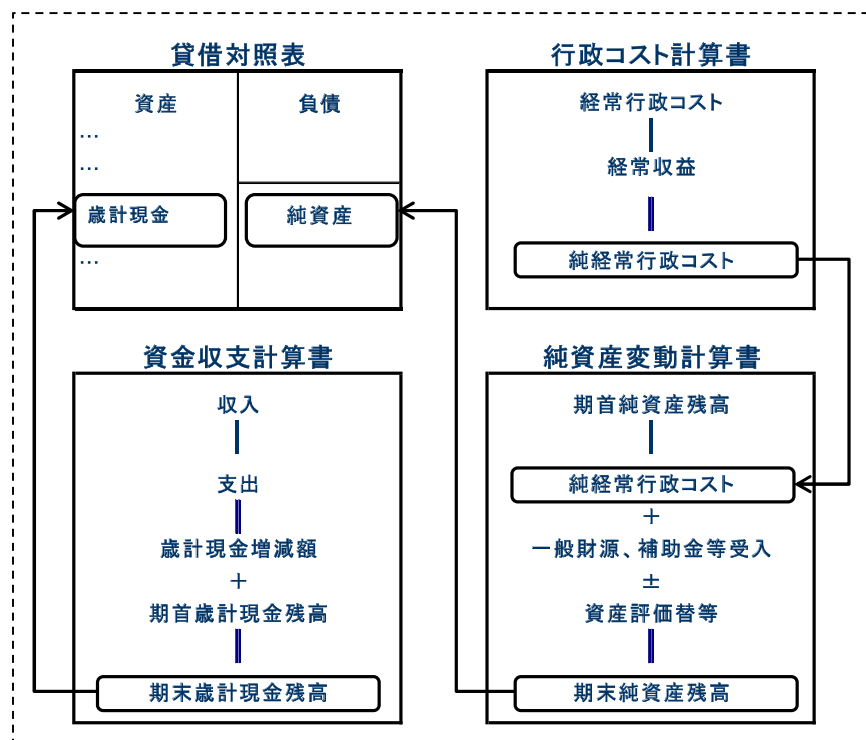 貸借対照表
資産
負債
…
…
歳計現金
純資産
…
行政コスト計算書
経常行政コスト
経常収益
純経常行政コスト
資金収支計算書
収入
支出
歳計現金増減額
＋
期首歳計現金残高
期末歳計現金残高
純資産変動計算書
期首純資産残高
純経常行政コスト
＋
一般財源、補助金等受入
±
資産評価替等
期末純資産残高